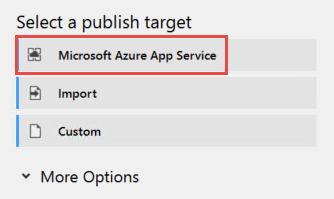 Select a publish target
Microsoft Azure App Service
Import
Custom
More Options